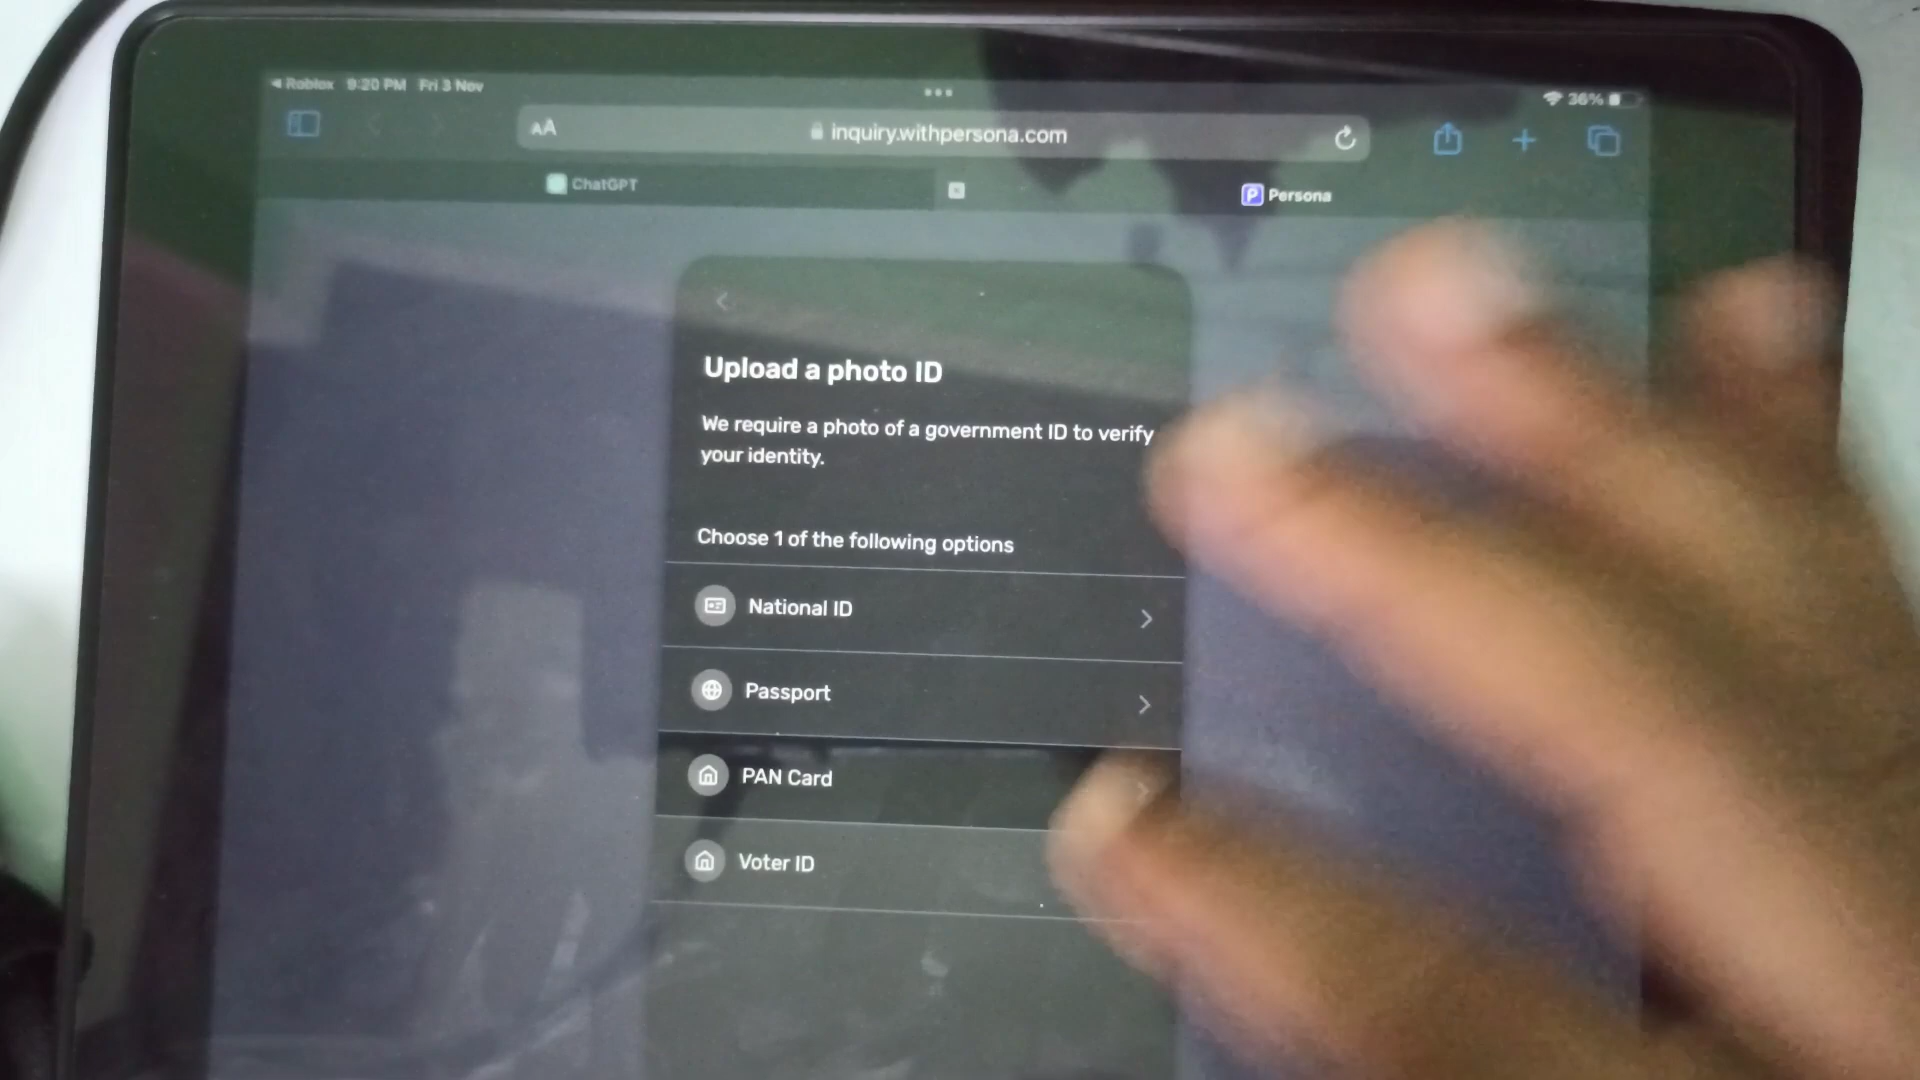 Roblox 9:20 PM Fri 3 Nov
36%
AA inquiry.withpersona.com
ChatGPT
P Persona
Upload a photo ID
We require a photo of a government ID to verify
your identity.
Choose 1 of the following options
National ID
Passport
PAN Card
Voter ID